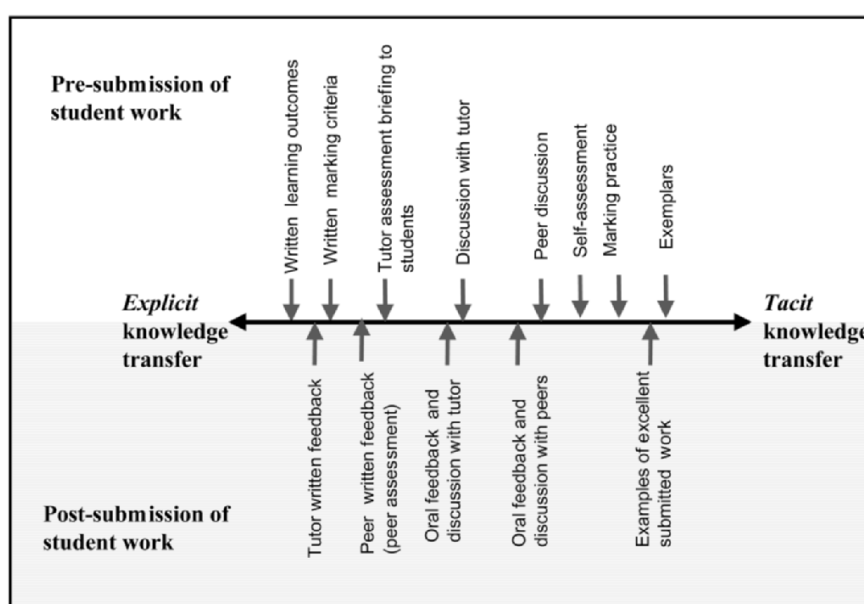 Pre-submission of
student work
Written learning outcomes
Written marking criteria
Tutor assessment briefing to
students
Discussion with tutor
Peer discussion
Self-assessment
Marking practice
Exemplars
Explicit
knowledge
transfer
Tacit
knowledge
transfer
Tutor written feedback
Peer written feedback
(peer assessment)
Oral feedback and
discussion with tutor
Oral feedback and
discussion with peers
Examples of excellent
submitted work
Post-submission of
student work